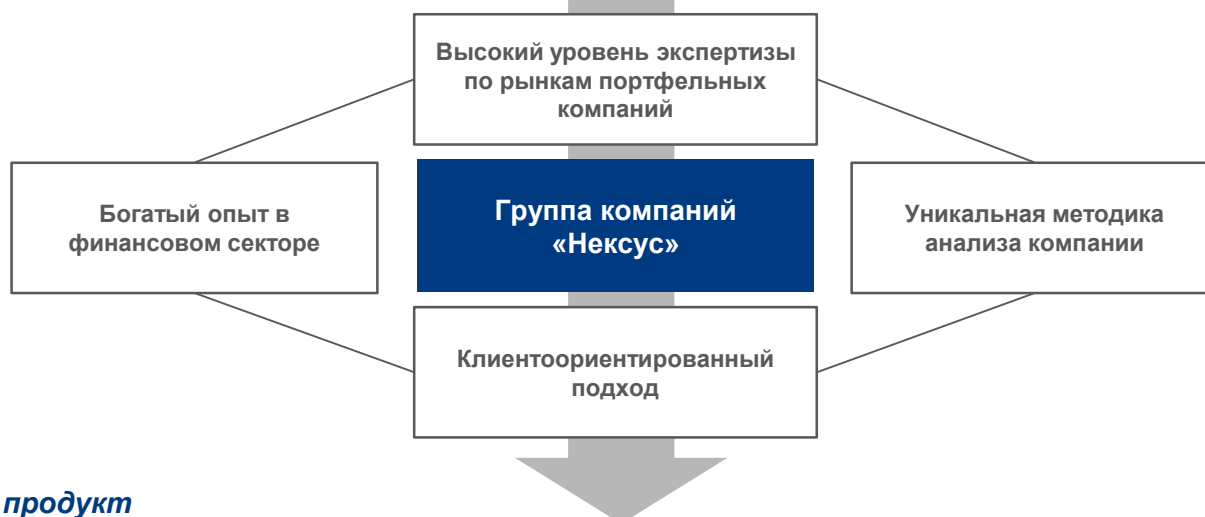 Высокий уровень экспертизы
по рынкам портфельных
компаний
Богатый опыт в
финансовом секторе
Группа компаний
«Нексус»
Уникальная методика
анализа компании
Клиентоориентированный
подход
продукт